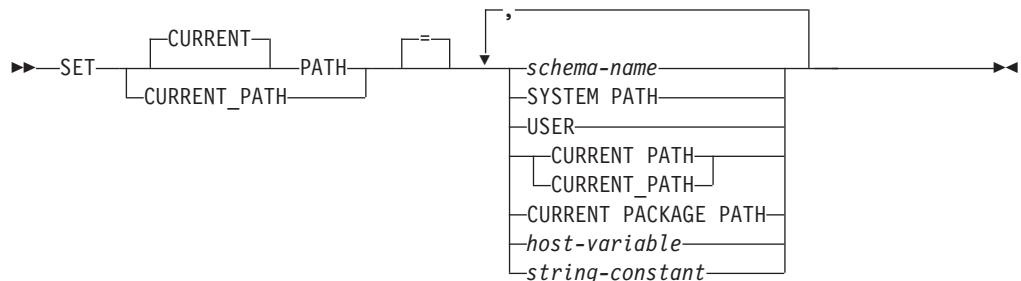 ,
CURRENT =
SET PATH schema-name
CURRENT_PATH SYSTEM PATH
USER
CURRENT PATH
CURRENT_PATH
CURRENT PACKAGE PATH
host-variable
string-constant